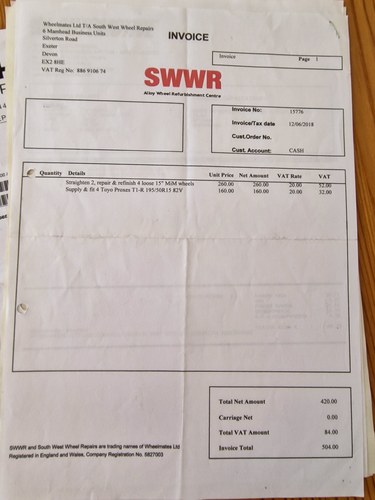 Wheelmates Ltd T/A South West Wheel Repairs
6 Marshead Business Units
Silverton Road
Exeter
Devon
EX2 8HE
VAT Reg No: 886 9106 74
INVOICE
Invoice Page 1
SWWR
Alloy Wheel Refurbishment Centre
Invoice No: 15776
Invoice/Tax date 12/06/2018
Cust.Order No.
Cust. Account: CASH
Quantity Details Unit Price Net Amount VAT Rate VAT
Straighten 2, repair & refinish 4 loose 15" MiM wheels 260.00 260.00 20.00 52.00
Supply & fit 4 Toyo Proxes T1-R 195/50R15 82V 160.00 160.00 20.00 32.00
Total Net Amount 420.00
Carriage Net 0.00
Total VAT Amount 84.00
Invoice Total 504.00
SWWR and South West Wheel Repairs are trading names of Wheelmates Ltd
Registered in England and Wales, Company Registration No. 5827003